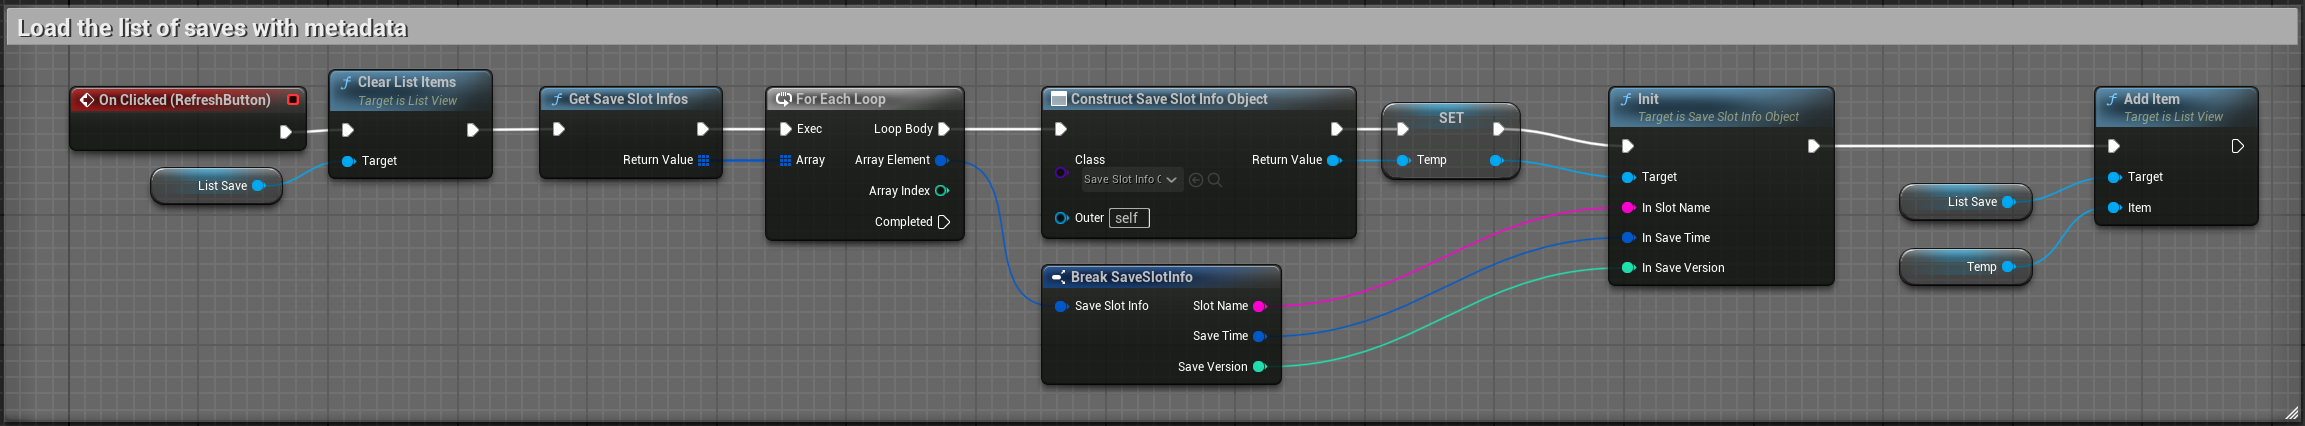 Load the list of saves with metadata
On Clicked (RefreshButton)
List Save
Clear List Items
Target is List View
Target
Get Save Slot Infos
Return Value
For Each Loop
Exec
Loop Body
Array
Array Element
Array Index
Completed
Construct Save Slot Info Object
Class
Save Slot Info
Return Value
Outer
self
Break SaveSlotInfo
Save Slot Info
Slot Name
Save Time
Save Version
SET
Temp
Init
Target is Save Slot Info Object
Target
In Slot Name
In Save Time
In Save Version
List Save
Temp
Add Item
Target is List View
Target
Item